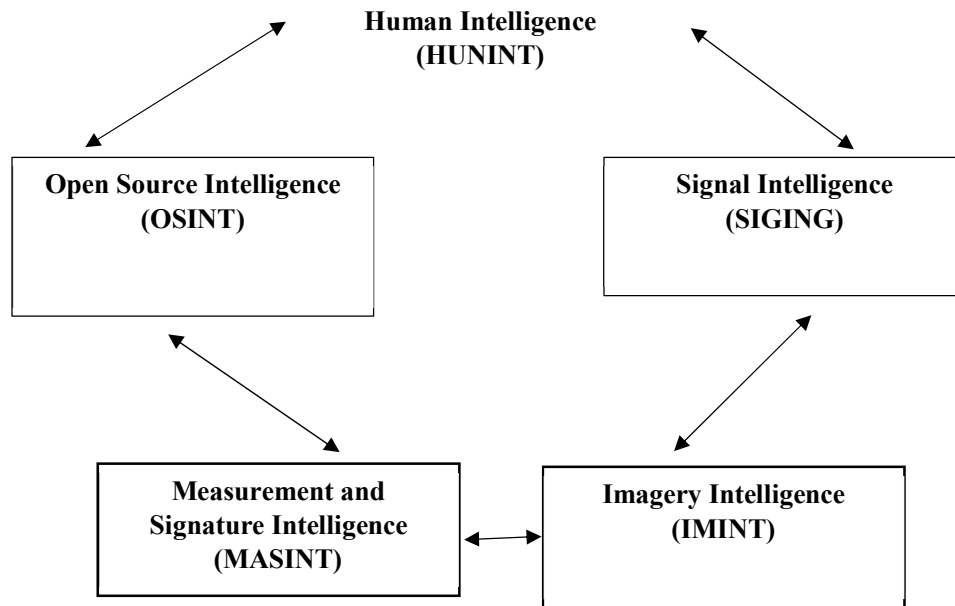 Human Intelligence
(HUNINT)
Open Source Intelligence
(OSINT)
Signal Intelligence
(SIGING)
Measurement and
Signature Intelligence
(MASINT)
Imagery Intelligence
(IMINT)